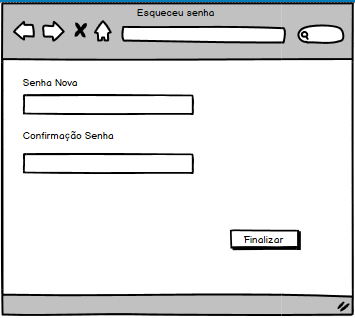 Esqueceu senha
Senha Nova
Confirmação Senha
Finalizar